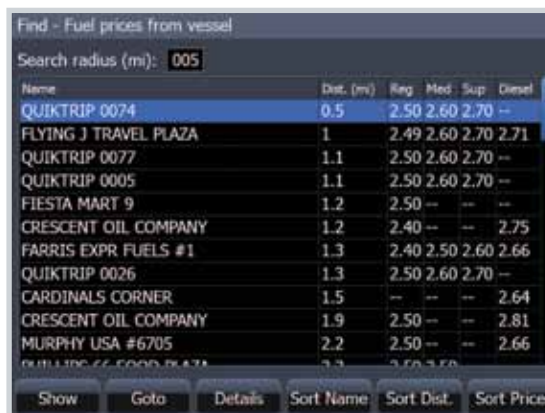 Find - Fuel prices from vessel
Search radius (mi): 005
Name Dist. (mi) Reg Med Sup Diesel
QUIKTRIP 0074 0.5 2.50 2.60 2.70 --
FLYING J TRAVEL PLAZA 1 2.49 2.60 2.70 2.71
QUIKTRIP 0077 1.1 2.50 2.60 2.70 --
QUIKTRIP 0005 1.1 2.50 2.60 2.70 --
FIESTA MART 9 1.2 2.50 -- -- --
CRESCENT OIL COMPANY 1.2 2.40 -- -- 2.75
FARRIS EXPR FUELS #1 1.3 2.40 2.50 2.60 2.66
QUIKTRIP 0026 1.3 2.50 2.60 2.70 --
CARDINALS CORNER 1.5 -- -- -- 2.64
CRESCENT OIL COMPANY 1.9 2.50 -- -- 2.81
MURPHY USA #6705 2.2 2.50 -- -- 2.66
Show Goto Details Sort Name Sort Dist. Sort Price